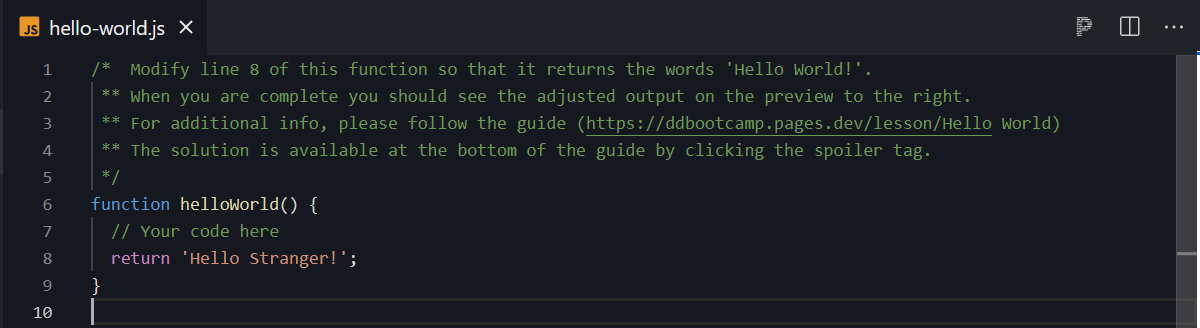 JS hello-world.js ×
1 /*  Modify line 8 of this function so that it returns the words 'Hello World!'.
2  ** When you are complete you should see the adjusted output on the preview to the right.
3  ** For additional info, please follow the guide (https://ddbootcamp.pages.dev/lesson/Hello World)
4  ** The solution is available at the bottom of the guide by clicking the spoiler tag.
5  */
6 function helloWorld() {
7   // Your code here
8   return 'Hello Stranger!';
9 }
10